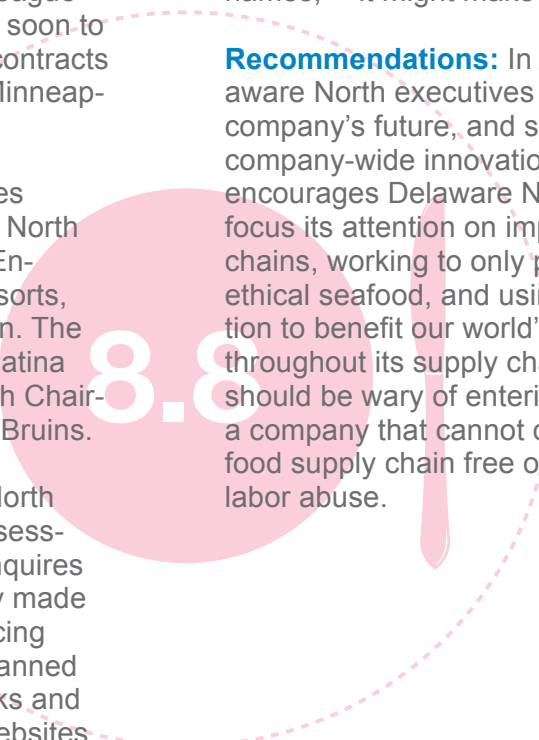 soon to
contracts
Minneap-
es
North
En-
sorts,
n. The
atina
h Chair-
Bruins.
North
sess-
nquires
y made
cing
anned
ks and
ebsites
Recommendations: In
aware North executives
company's future, and s
company-wide innovatio
encourages Delaware N
focus its attention on imp
chains, working to only p
ethical seafood, and usi
tion to benefit our world'
throughout its supply cha
should be wary of enteri
a company that cannot
food supply chain free o
labor abuse.
8.8